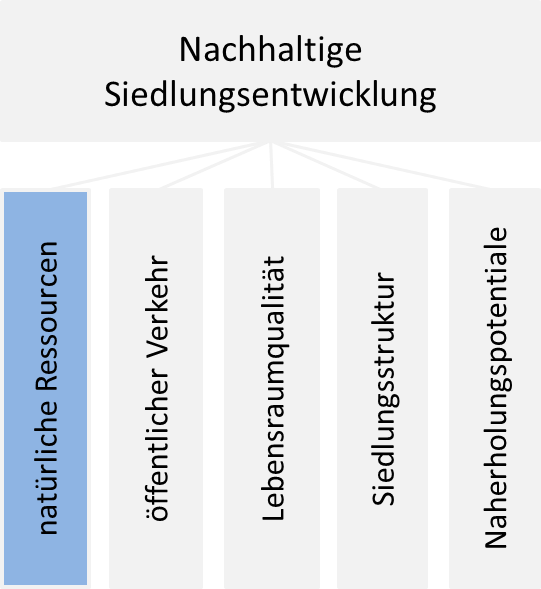 Nachhaltige
Siedlungsentwicklung
natürliche Ressourcen
öffentlicher Verkehr
Lebensraumqualität
Siedlungsstruktur
Naherholungspotentiale